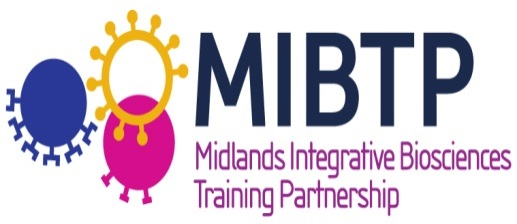 MIBTP
Midlands Integrative Biosciences
Training Partnership